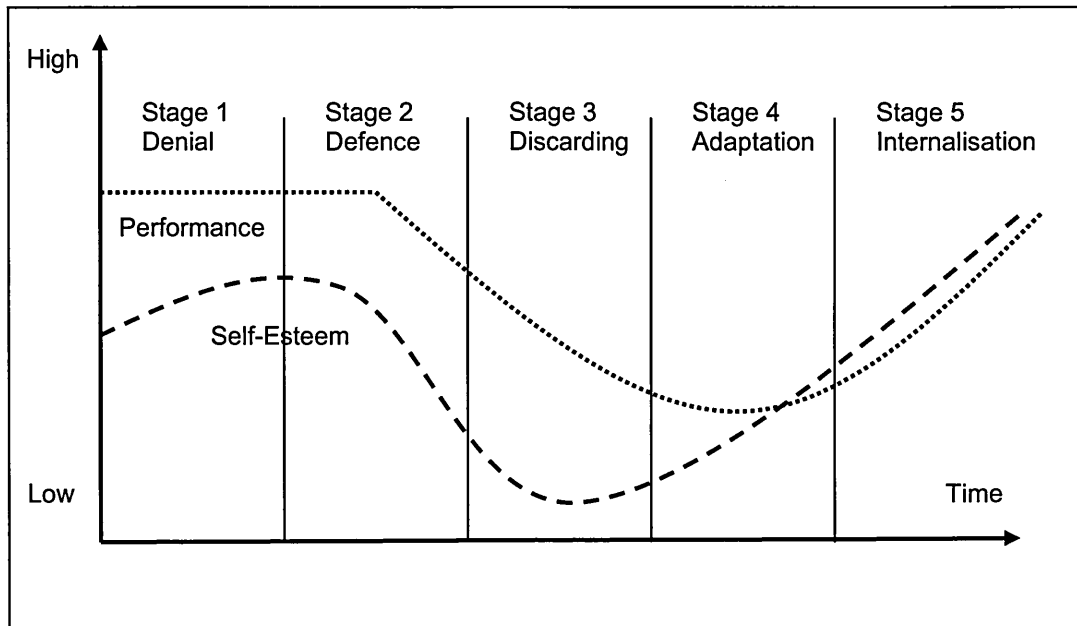 High
Stage 1
Denial
Stage 2
Defence
Stage 3
Discarding
Stage 4
Adaptation
Stage 5
Internalisation
Performance
Self-Esteem
Low
Time